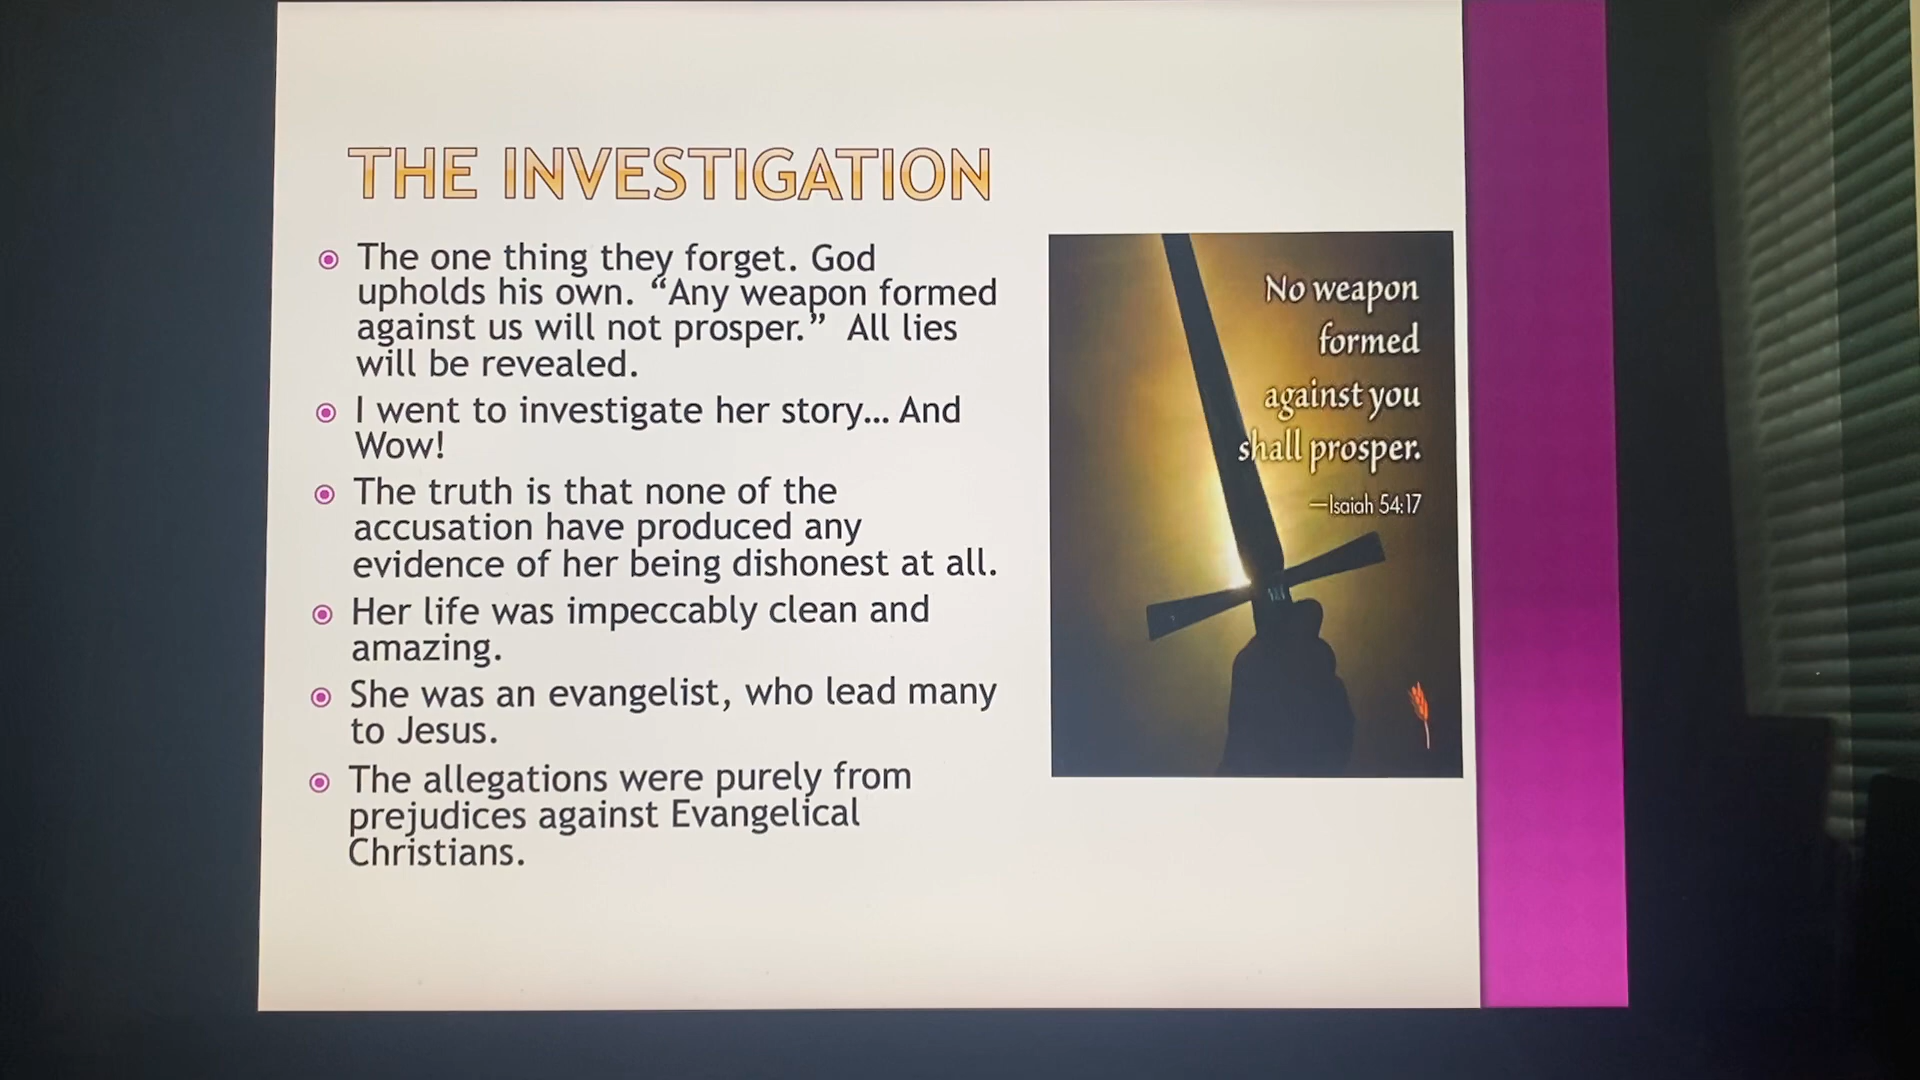 THE INVESTIGATION
The one thing they forget. God
upholds his own. “Any weapon formed
against us will not prosper.” All lies
will be revealed.
I went to investigate her story… And
Wow!
The truth is that none of the
accusation have produced any
evidence of her being dishonest at all.
Her life was impeccably clean and
amazing.
She was an evangelist, who lead many
to Jesus.
The allegations were purely from
prejudices against Evangelical
Christians.
No weapon
formed
against you
shall prosper.
—Isaiah 54:17